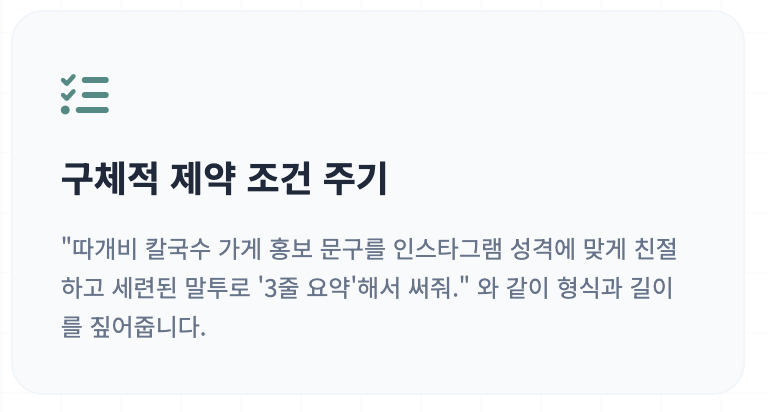 구체적 제약 조건 주기
"따개비 칼국수 가게 홍보 문구를 인스타그램 성격에 맞게 친절
하고 세련된 말투로 '3줄 요약'해서 써줘." 와 같이 형식과 길이
를 짚어줍니다.